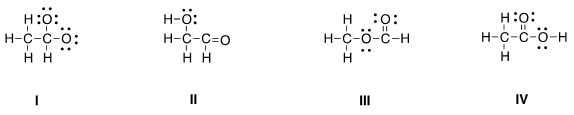 H :O:
H–C–C–O:
H H
I
H–O:
H–C–C=O
H H
II
H :O:
H–C–O–C–H
H
III
H :O:
H–C–C–O–H
H
IV